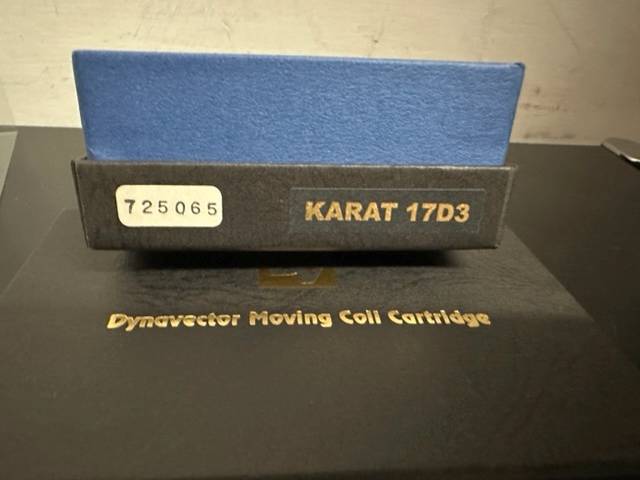 725065
KARAT 17D3
Dynavector Moving Coil Cartridge